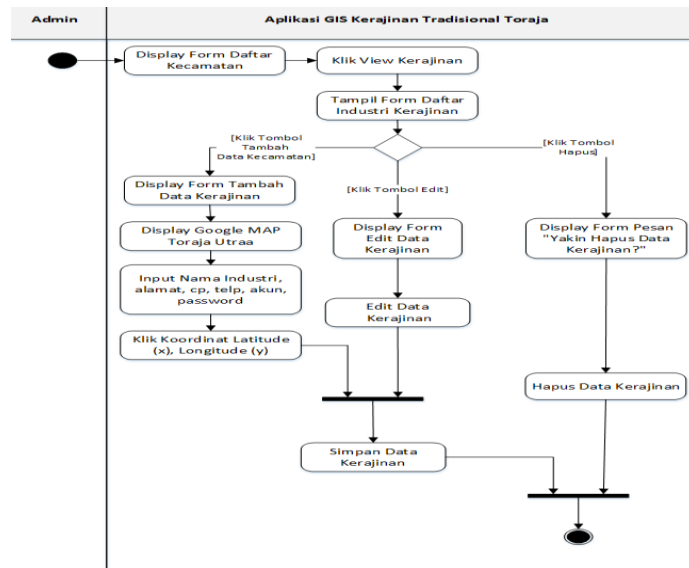 Admin
Aplikasi GIS Kerajinan Tradisional Toraja
Display Form Daftar
Kecamatan
Klik View Kerajinan
Tampil Form Daftar
Industri Kerajinan
[Klik Tombol
Tambah
Data Kecamatan]
[Klik Tombol
Hapus]
[Klik Tombol Edit]
Display Form Tambah
Data Kerajinan
Display Google MAP
Toraja Utraa
Input Nama Industri,
alamat, cp, telp, akun,
password
Klik Koordinat Latitude
(x), Longitude (y)
Display Form
Edit Data
Kerajinan
Edit Data
Kerajinan
Display Form Pesan
"Yakin Hapus Data
Kerajinan?"
Hapus Data Kerajinan
Simpan Data
Kerajinan